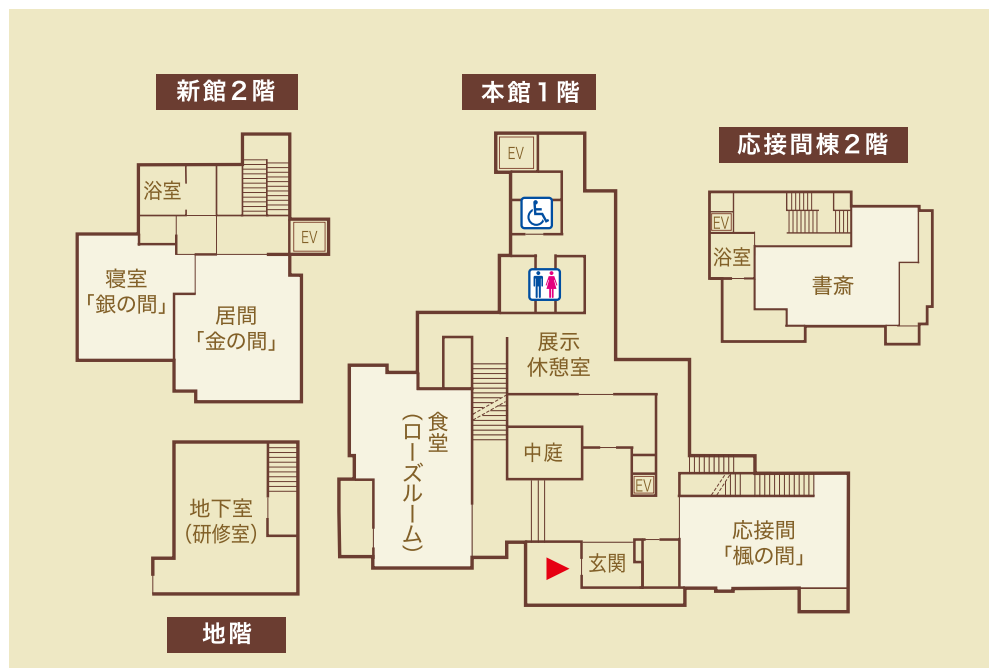 新館2階
浴室
EV
寝室
「銀の間」
居間
「金の間」
本館1階
EV
展示
休憩室
食堂
(ローズルーム)
中庭
EV
玄関
応接間
「楓の間」
応接間棟2階
EV
浴室
書斎
地下室
(研修室)
地階